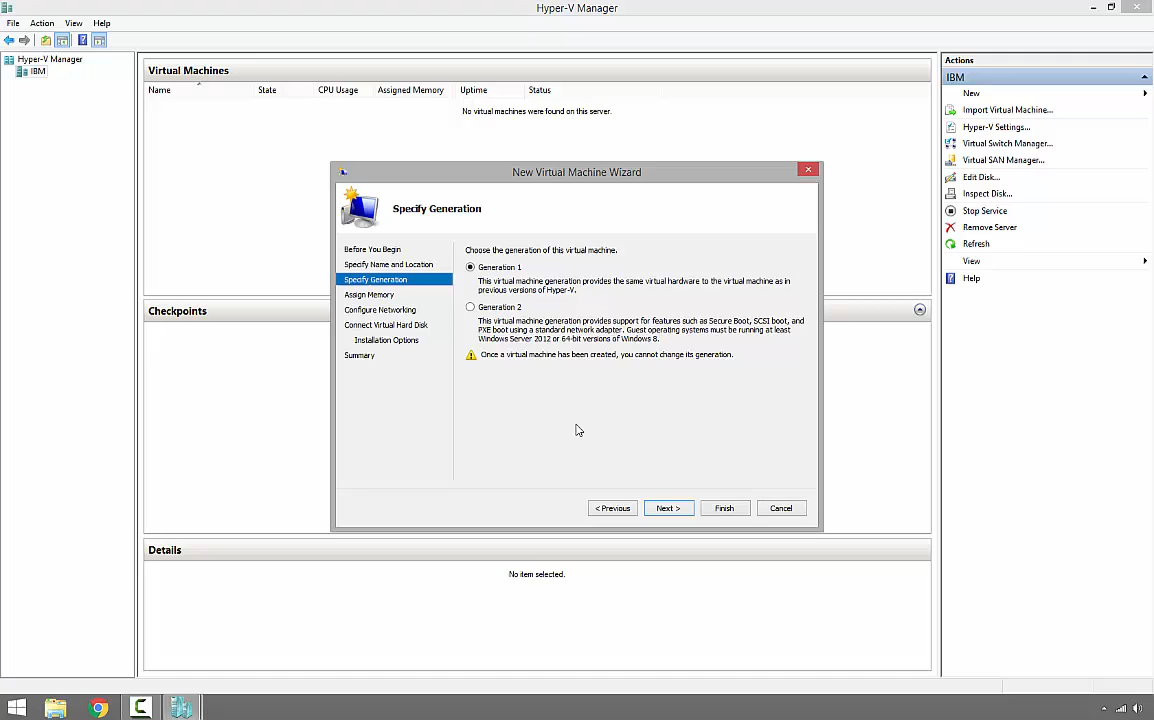 Hyper-V Manager
File Action View Help
Hyper-V Manager
IBM
Virtual Machines
Name State CPU Usage Assigned Memory Uptime Status
No virtual machines were found on this server.
New Virtual Machine Wizard
Specify Generation
Before You Begin
Specify Name and Location
Specify Generation
Assign Memory
Configure Networking
Connect Virtual Hard Disk
Installation Options
Summary
Choose the generation of this virtual machine.
Generation 1
This virtual machine generation provides the same virtual hardware to the virtual machine as in
previous versions of Hyper-V.
Generation 2
This virtual machine generation provides support for features such as Secure Boot, SCSI boot, and
PXE boot using a standard network adapter. Guest operating systems must be running at least
Windows Server 2012 or 64-bit versions of Windows 8.
Once a virtual machine has been created, you cannot change its generation.
< Previous Next > Finish Cancel
Checkpoints
Details
No item selected.
Actions
IBM
New
Import Virtual Machine...
Hyper-V Settings...
Virtual Switch Manager...
Virtual SAN Manager...
Edit Disk...
Inspect Disk...
Stop Service
Remove Server
Refresh
View
Help